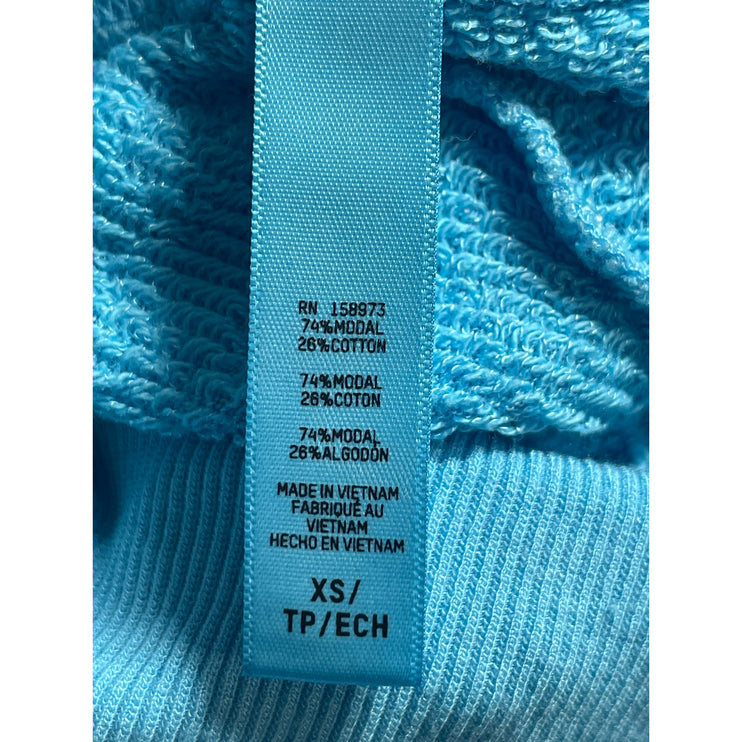 RN 158973
74%MODAL
26%COTTON
74%MODAL
26%COTON
74%MODAL
26%ALGODÓN
MADE IN VIETNAM
FABRIQUÉ AU
VIETNAM
HECHO EN VIETNAM
XS/
TP/ECH